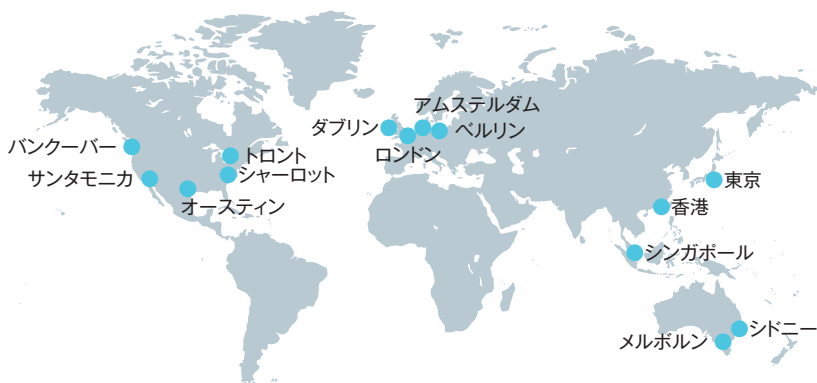 アムステルダム
ダブリン
ベルリン
ロンドン
バンクーバー
トロント
サンタモニカ
シャーロット
オースティン
東京
香港
シンガポール
シドニー
メルボルン